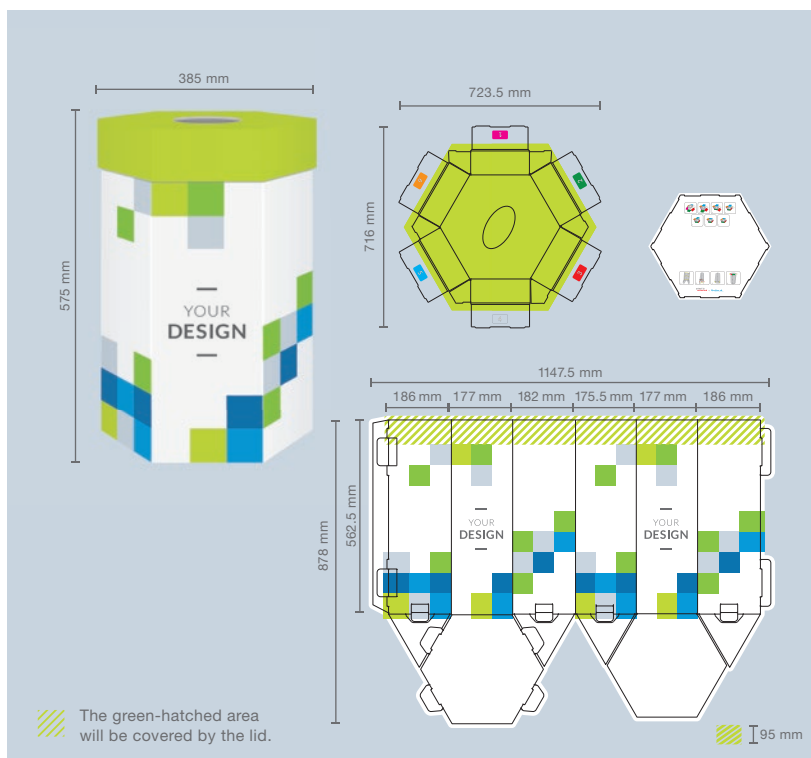 385 mm
575 mm
YOUR
DESIGN
723.5 mm
716 mm
1147.5 mm
186 mm
177 mm
182 mm
175.5 mm
177 mm
186 mm
878 mm
562.5 mm
YOUR
DESIGN
YOUR
DESIGN
The green-hatched area
will be covered by the lid.
95 mm